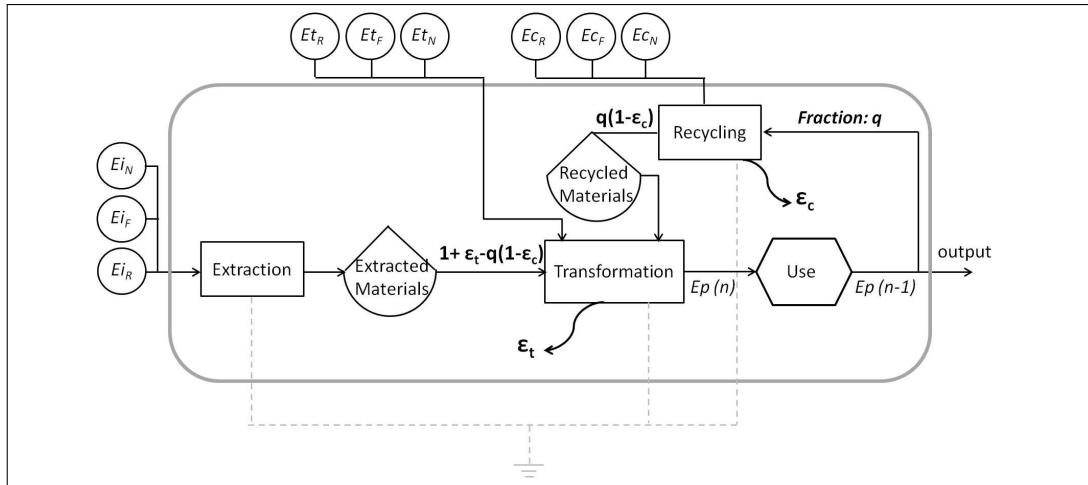 Et_R Et_F Et_N
Ec_R Ec_F Ec_N
q(1-ε_c)
Recycling
Fraction: q
Ei_N
Recycled
Materials
ε_c
Ei_F
Ei_R
Extraction
Extracted
Materials
1+ ε_t-q(1-ε_c)
Transformation
Ep (n)
Use
Ep (n-1)
output
ε_t